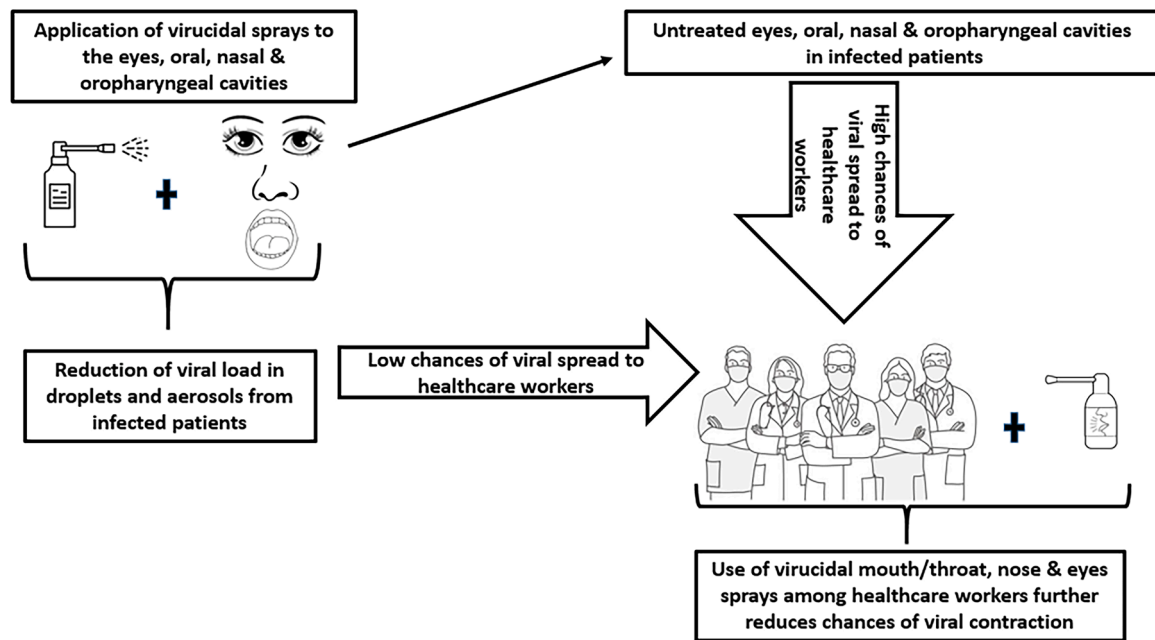 Application of virucidal sprays to
the eyes, oral, nasal &
oropharyngeal cavities
Untreated eyes, oral, nasal & oropharyngeal cavities
in infected patients
High chances of
viral spread to
healthcare
workers
Reduction of viral load in
droplets and aerosols from
infected patients
Low chances of viral spread to
healthcare workers
Use of virucidal mouth/throat, nose & eyes
sprays among healthcare workers further
reduces chances of viral contraction